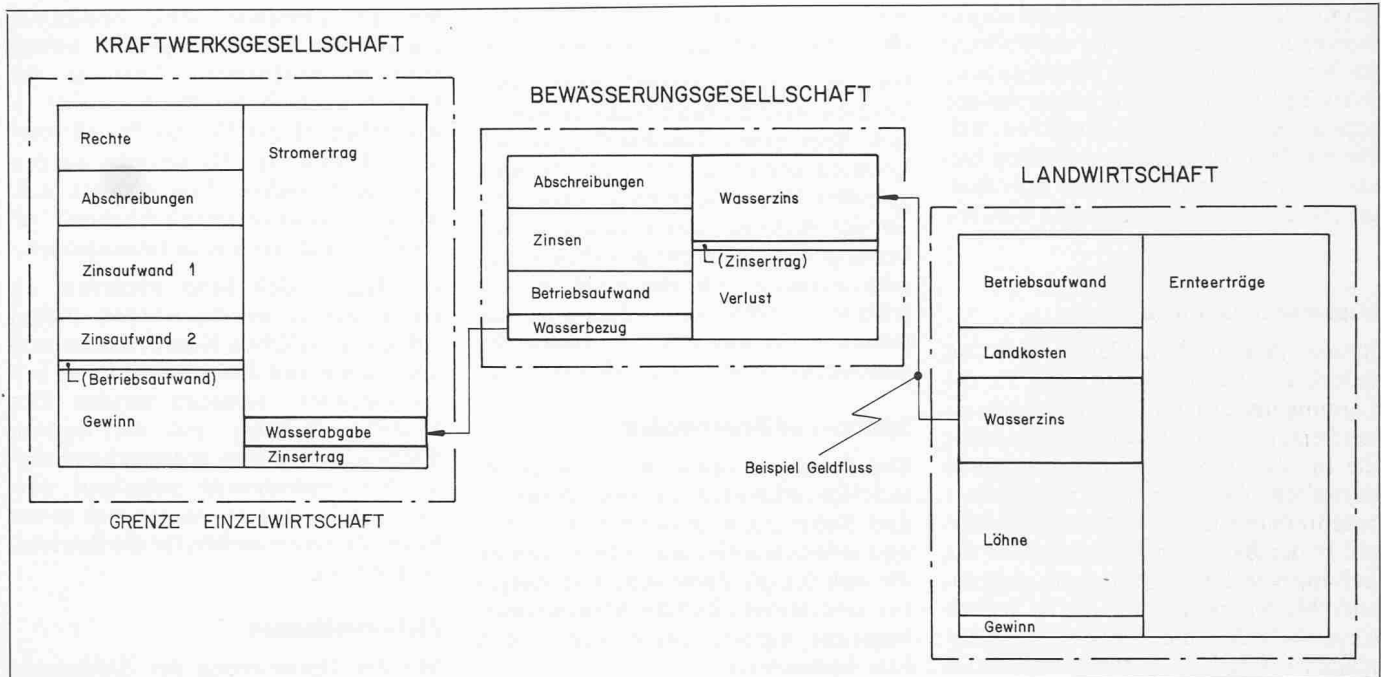 KRAFTWERKSGESELLSCHAFT
Rechte
Stromertrag
Abschreibungen
Zinsaufwand 1
Zinsaufwand 2
(Betriebsaufwand)
Gewinn
Wasserabgabe
Zinsertrag
GRENZE EINZELWIRTSCHAFT
BEWÄSSERUNGSGESELLSCHAFT
Abschreibungen
Wasserzins
Zinsen
(Zinsertrag)
Betriebsaufwand
Verlust
Wasserbezug
Beispiel Geldfluss
LANDWIRTSCHAFT
Betriebsaufwand
Ernteerträge
Landkosten
Wasserzins
Löhne
Gewinn